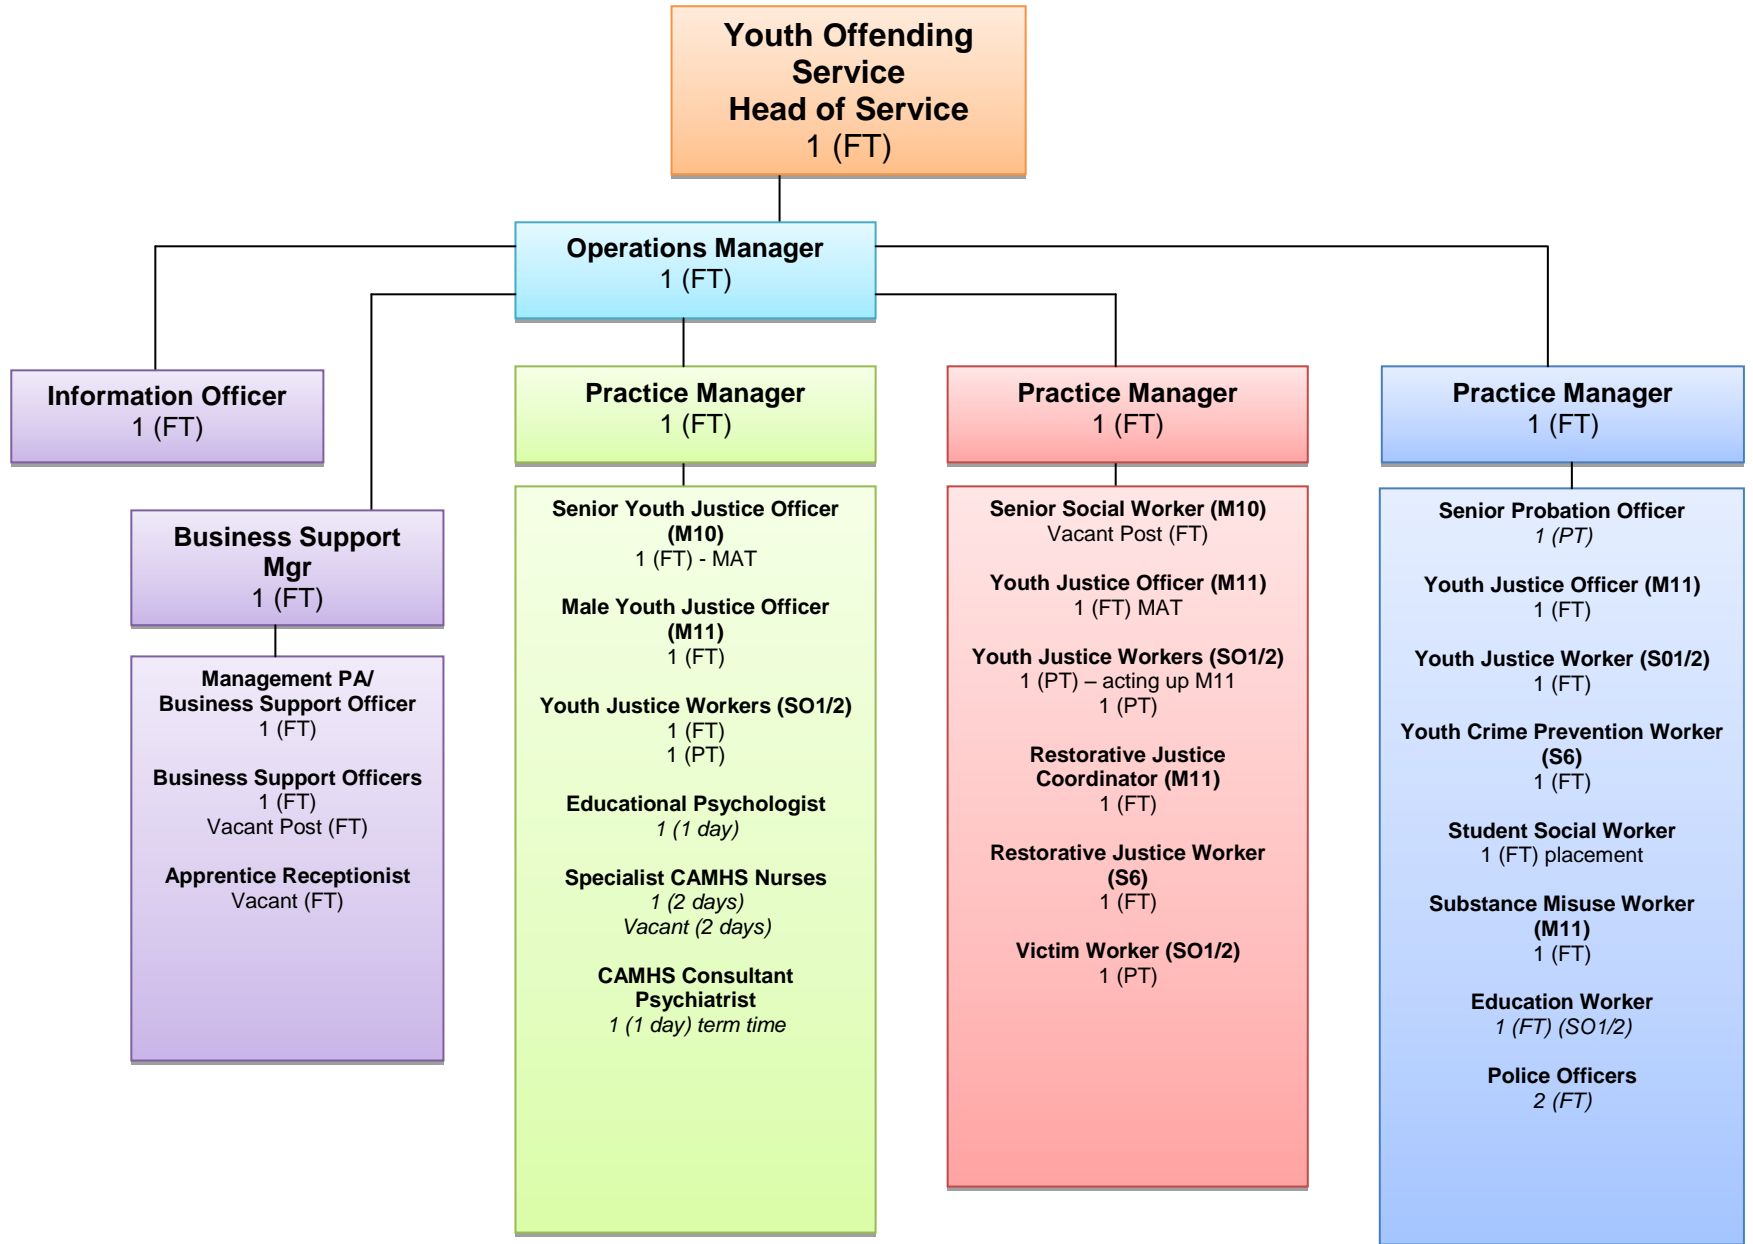 Youth Offending
Service
Head of Service
1 (FT)
Operations Manager
1 (FT)
Information Officer
1 (FT)
Business Support
Mgr
1 (FT)
Management PA/
Business Support Officer
1 (FT)
Business Support Officers
1 (FT)
Vacant Post (FT)
Apprentice Receptionist
Vacant (FT)
Practice Manager
1 (FT)
Senior Youth Justice Officer
(M10)
1 (FT) - MAT
Male Youth Justice Officer
(M11)
1 (FT)
Youth Justice Workers (SO1/2)
1 (FT)
1 (PT)
Educational Psychologist
1 (1 day)
Specialist CAMHS Nurses
1 (2 days)
Vacant (2 days)
CAMHS Consultant
Psychiatrist
1 (1 day) term time
Practice Manager
1 (FT)
Senior Social Worker (M10)
Vacant Post (FT)
Youth Justice Officer (M11)
1 (FT) MAT
Youth Justice Workers (SO1/2)
1 (PT) – acting up M11
1 (PT)
Restorative Justice
Coordinator (M11)
1 (FT)
Restorative Justice Worker
(S6)
1 (FT)
Victim Worker (SO1/2)
1 (PT)
Practice Manager
1 (FT)
Senior Probation Officer
1 (PT)
Youth Justice Officer (M11)
1 (FT)
Youth Justice Worker (S01/2)
1 (FT)
Youth Crime Prevention Worker
(S6)
1 (FT)
Student Social Worker
1 (FT) placement
Substance Misuse Worker
(M11)
1 (FT)
Education Worker
1 (FT) (SO1/2)
Police Officers
2 (FT)